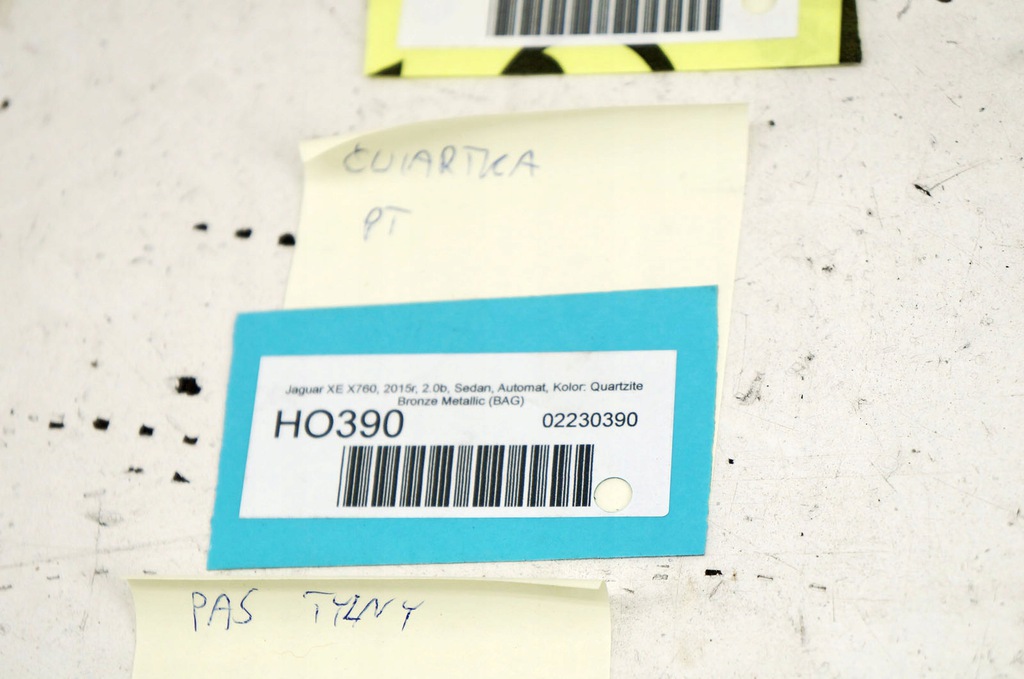 ĆWIARTKA
PT
Jaguar XE X760, 2015r, 2.0b, Sedan, Automat, Kolor: Quartzite
Bronze Metallic (BAG)
HO390 02230390
PAS TYLNY